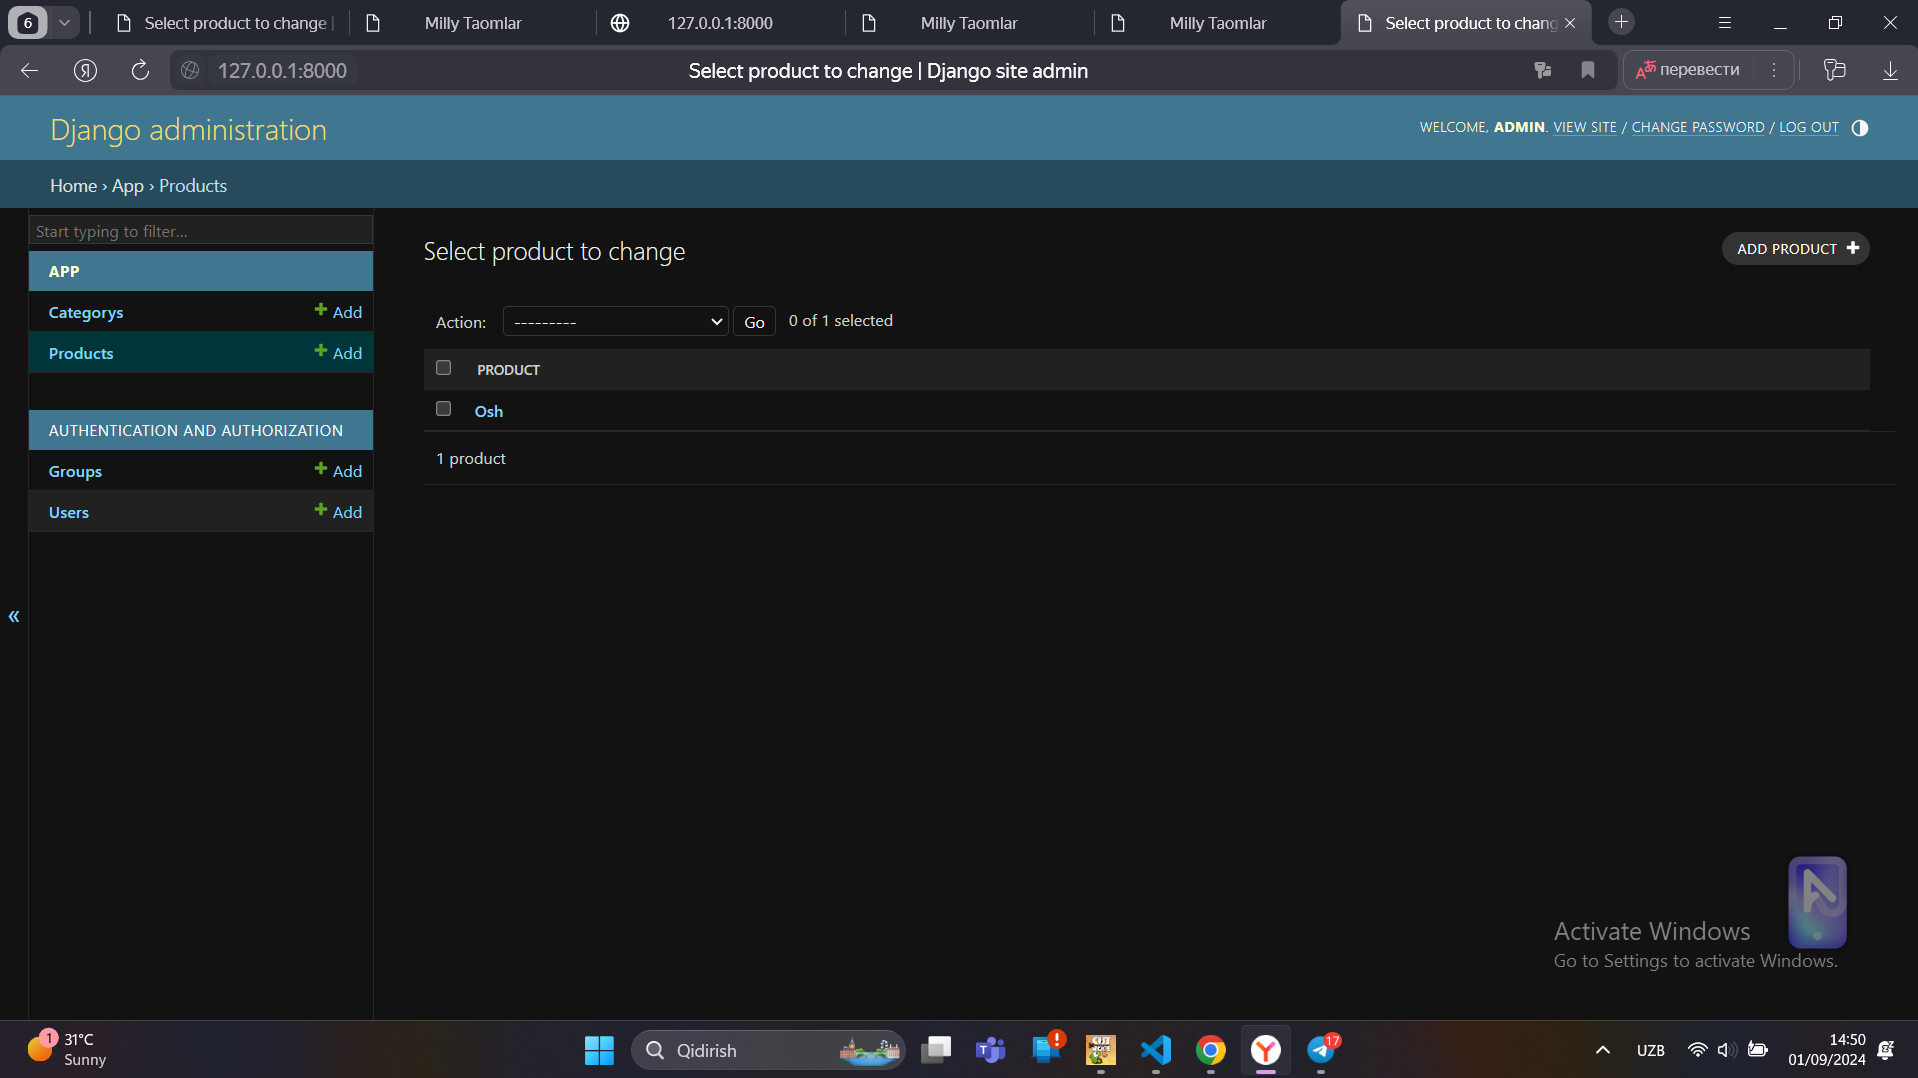 6
Select product to change |
Milly Taomlar
127.0.0.1:8000
Milly Taomlar
Milly Taomlar
Select product to chang
127.0.0.1:8000
Select product to change | Django site admin
перевести
Django administration
WELCOME, ADMIN. VIEW SITE / CHANGE PASSWORD / LOG OUT
Home › App › Products
Start typing to filter...
APP
Categorys
Add
Products
Add
AUTHENTICATION AND AUTHORIZATION
Groups
Add
Users
Add
«
Select product to change
ADD PRODUCT
Action:
---------
Go
0 of 1 selected
PRODUCT
Osh
1 product
Activate Windows
Go to Settings to activate Windows.
1
31°C
Sunny
Qidirish
17
UZB
14:50
01/09/2024